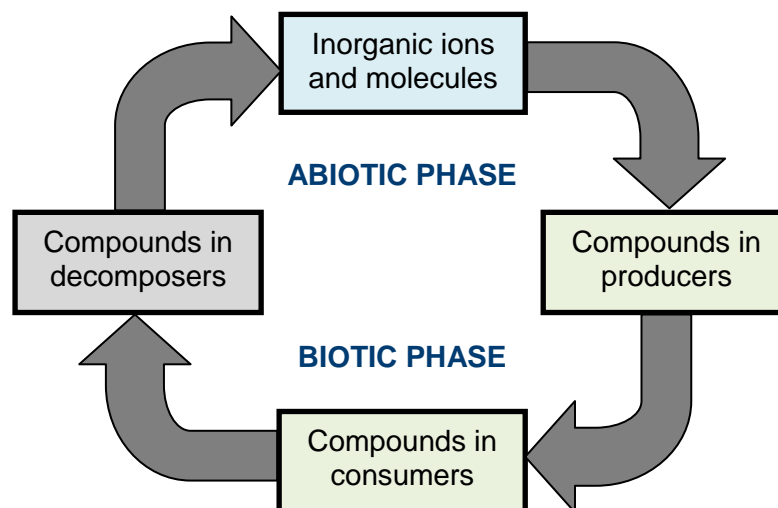 Inorganic ions
and molecules
ABIOTIC PHASE
Compounds in
decomposers
Compounds in
producers
BIOTIC PHASE
Compounds in
consumers